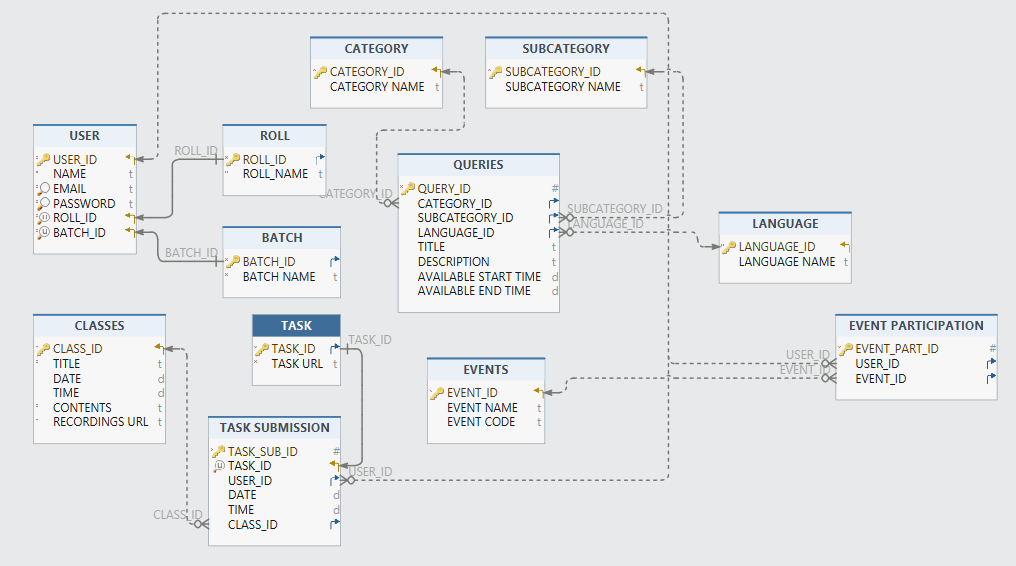 CATEGORY
CATEGORY_ID
CATEGORY NAME t
SUBCATEGORY
SUBCATEGORY_ID
SUBCATEGORY NAME t
USER
USER_ID
NAME t
EMAIL t
PASSWORD t
ROLL_ID
BATCH_ID
ROLL_ID
ROLL
ROLL_ID
ROLL_NAME t
BATCH_ID
BATCH
BATCH_ID
BATCH NAME t
CATEGORY_ID
QUERIES
QUERY_ID #
CATEGORY_ID
SUBCATEGORY_ID
LANGUAGE_ID
TITLE t
DESCRIPTION t
AVAILABLE START TIME d
AVAILABLE END TIME d
SUBCATEGORY_ID
LANGUAGE_ID
LANGUAGE
LANGUAGE_ID
LANGUAGE NAME t
CLASSES
CLASS_ID
TITLE t
DATE d
TIME d
CONTENTS t
RECORDINGS URL t
TASK
TASK_ID
TASK URL t
TASK_ID
EVENTS
EVENT_ID
EVENT NAME t
EVENT CODE t
USER_ID
EVENT_ID
EVENT PARTICIPATION
EVENT_PART_ID #
USER_ID
EVENT_ID
TASK SUBMISSION
TASK_SUB_ID #
TASK_ID
USER_ID
DATE d
TIME d
CLASS_ID
USER_ID
CLASS_ID